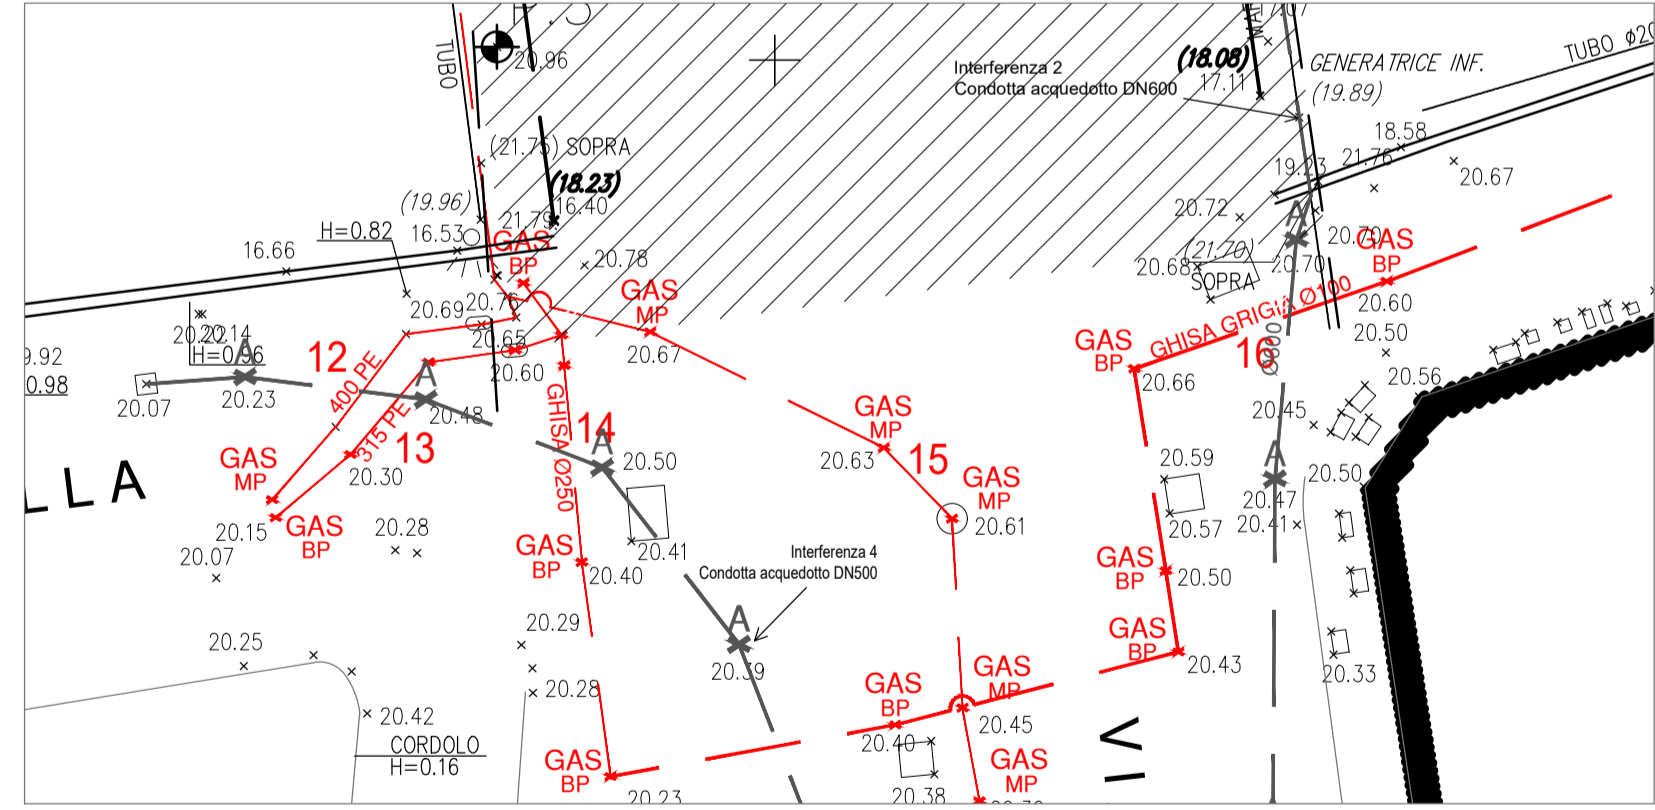 TUBO
20.96
(21.75) SOPRA
(18.23)
16.40
(19.96)
21.79
H=0.82
16.53
16.66
GAS
BP
20.78
Interferenza 2
Condotta acquedotto DN600
(18.08)
17.11
GENERATRICE INF.
(19.89)
18.58
19.23
21.76
20.67
20.72
20.70
(21.70)
20.68
SOPRA
20.70
A
GAS
BP
20.60
GHISA GRIGIA Ø100
GAS
MP
20.67
20.69
20.76
20.65
20.60
20.14
H=0.96
A
20.07
20.23
12
400 PE
A
20.48
315 PE
13
GHISA Ø250
14
A
20.50
20.41
GAS
MP
20.63
15
GAS
MP
20.61
GAS
BP
20.66
16
Ø600
20.50
20.56
20.45
A
20.47
20.41
20.50
20.59
20.57
LLA
GAS
MP
20.30
20.15
GAS
BP
20.28
20.07
GAS
BP
20.40
Interferenza 4
Condotta acquedotto DN500
A
20.39
GAS
BP
20.50
GAS
BP
20.43
20.33
20.29
20.25
20.28
20.42
CORDOLO
H=0.16
GAS
BP
20.23
GAS
BP
20.40
GAS
MP
20.45
20.38
GAS
MP
VI